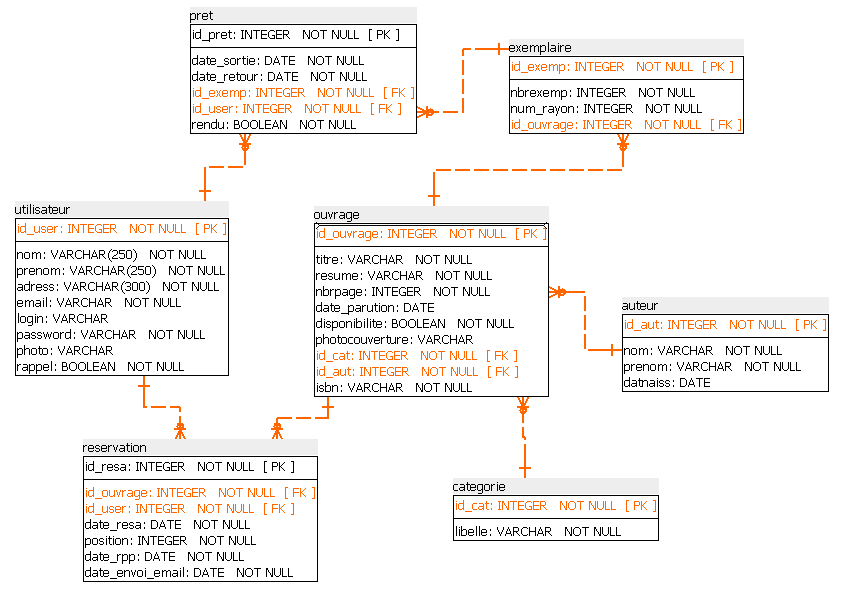 pret
id_pret: INTEGER NOT NULL [ PK ]
date_sortie: DATE NOT NULL
date_retour: DATE NOT NULL
id_exemp: INTEGER NOT NULL [ FK ]
id_user: INTEGER NOT NULL [ FK ]
rendu: BOOLEAN NOT NULL
exemplaire
id_exemp: INTEGER NOT NULL [ PK ]
nbrexemp: INTEGER NOT NULL
num_rayon: INTEGER NOT NULL
id_ouvrage: INTEGER NOT NULL [ FK ]
utilisateur
id_user: INTEGER NOT NULL [ PK ]
nom: VARCHAR(250) NOT NULL
prenom: VARCHAR(250) NOT NULL
adress: VARCHAR(300) NOT NULL
email: VARCHAR NOT NULL
login: VARCHAR
password: VARCHAR NOT NULL
photo: VARCHAR
rappel: BOOLEAN NOT NULL
ouvrage
id_ouvrage: INTEGER NOT NULL [ PK ]
titre: VARCHAR NOT NULL
resume: VARCHAR NOT NULL
nbrpage: INTEGER NOT NULL
date_parution: DATE
disponibilite: BOOLEAN NOT NULL
photocouverture: VARCHAR
id_cat: INTEGER NOT NULL [ FK ]
id_aut: INTEGER NOT NULL [ FK ]
isbn: VARCHAR NOT NULL
auteur
id_aut: INTEGER NOT NULL [ PK ]
nom: VARCHAR NOT NULL
prenom: VARCHAR NOT NULL
datnaiss: DATE
reservation
id_resa: INTEGER NOT NULL [ PK ]
id_ouvrage: INTEGER NOT NULL [ FK ]
id_user: INTEGER NOT NULL [ FK ]
date_resa: DATE NOT NULL
position: INTEGER NOT NULL
date_rpp: DATE NOT NULL
date_envoi_email: DATE NOT NULL
categorie
id_cat: INTEGER NOT NULL [ PK ]
libelle: VARCHAR NOT NULL